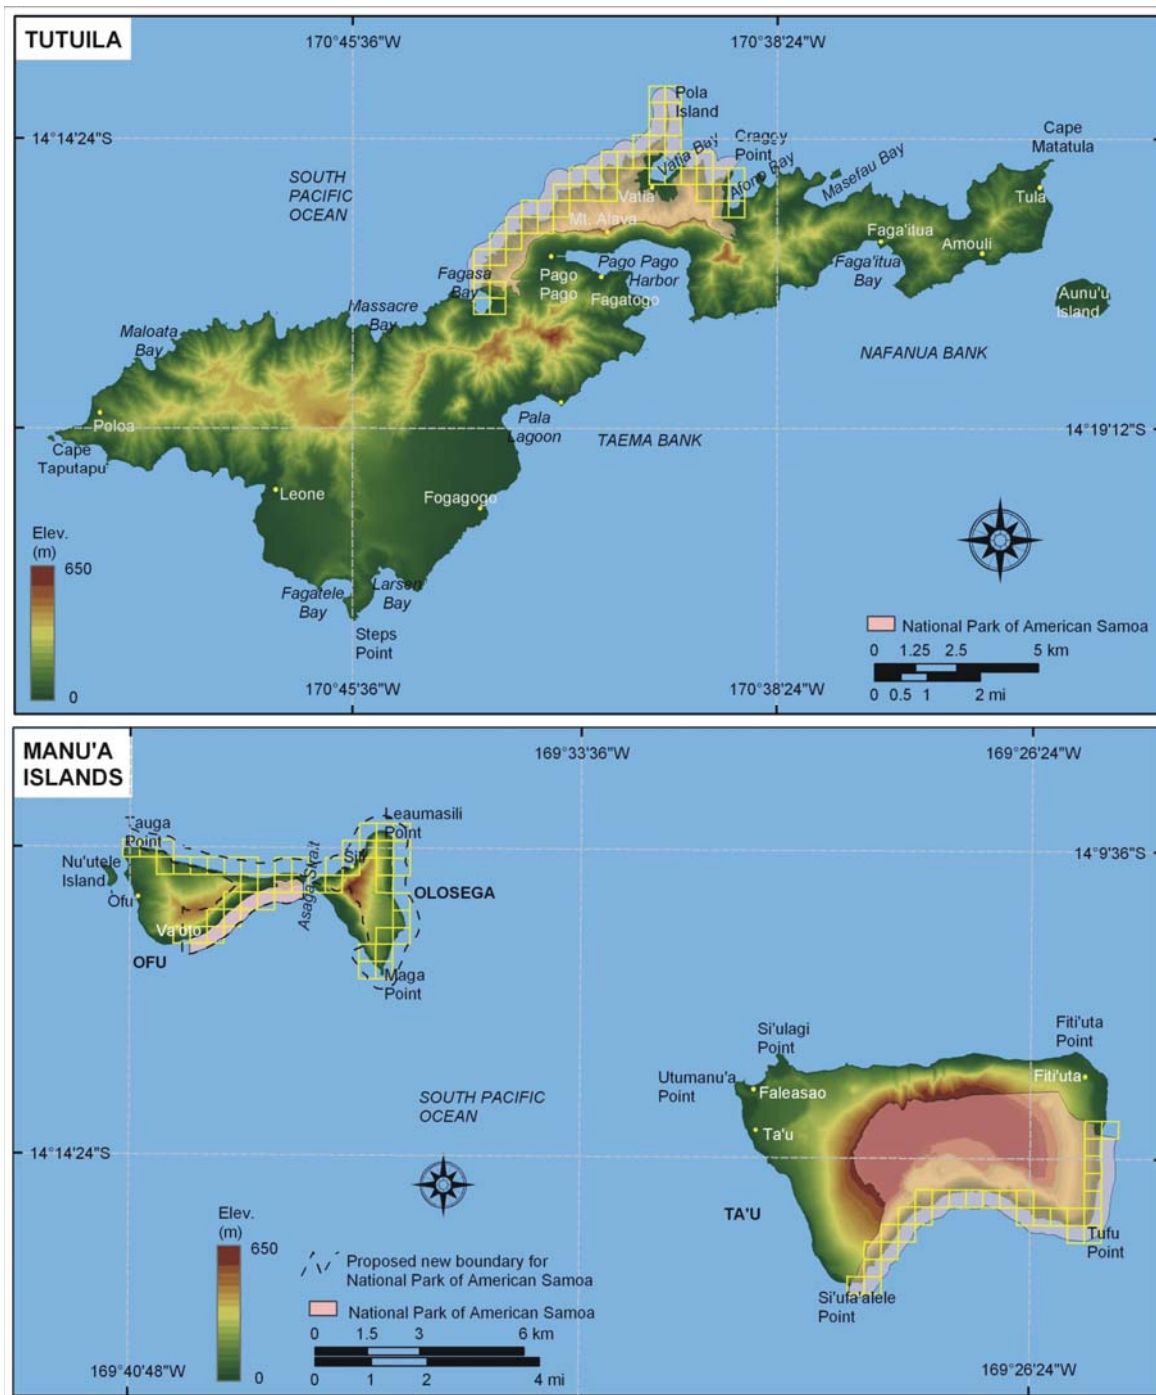 TUTUILA
170°45'36"W
170°38'24"W
Pola
Island
14°14'24"S
Craggy
Point
Cape
Matatula
Vatia Bay
SOUTH
PACIFIC
OCEAN
Afono Bay
Masefau Bay
Vatia
Tula
Mt. Alava
Faga'itua
Amouli
Fagasa
Bay
Pago Pago
Harbor
Faga'itua
Bay
Pago
Pago
Fagatogo
'Aunu'u
Island
Massacre
Bay
Maloata
Bay
NAFANUA BANK
Poloa
Pala
Lagoon
TAEMA BANK
14°19'12"S
Cape
Taputapu
Leone
Fogagogo
Elev.
(m)
650
0
Fagatele
Bay
Larsen
Bay
Steps
Point
National Park of American Samoa
0 1.25 2.5 5 km
0 0.5 1 2 mi
170°45'36"W
170°38'24"W
MANU'A
ISLANDS
169°33'36"W
169°26'24"W
Tauga
Point
Leaumasili
Point
14°9'36"S
Nu'utele
Island
Sili
Asaga Strait
OLOSEGA
Ofu
Va'oto
OFU
Maga
Point
Si'ulagi
Point
Fiti'uta
Point
Utumanu'a
Point
Faleasao
Fiti'uta
SOUTH PACIFIC
OCEAN
Ta'u
14°14'24"S
TA'U
Tufu
Point
Elev.
(m)
650
0
Proposed new boundary for
National Park of American Samoa
National Park of American Samoa
Si'ufa'alele
Point
0 1.5 3 6 km
0 1 2 4 mi
169°40'48"W
169°26'24"W